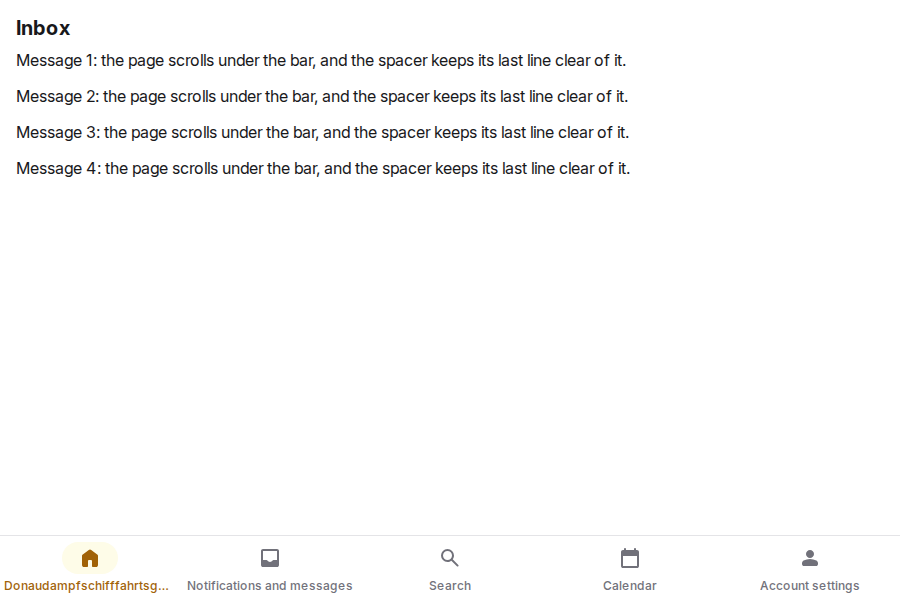 Inbox
Message 1: the page scrolls under the bar, and the spacer keeps its last line clear of it.
Message 2: the page scrolls under the bar, and the spacer keeps its last line clear of it.
Message 3: the page scrolls under the bar, and the spacer keeps its last line clear of it.
Message 4: the page scrolls under the bar, and the spacer keeps its last line clear of it.
Donaudampfschifffahrtsg...
Notifications and messages
Search
Calendar
Account settings